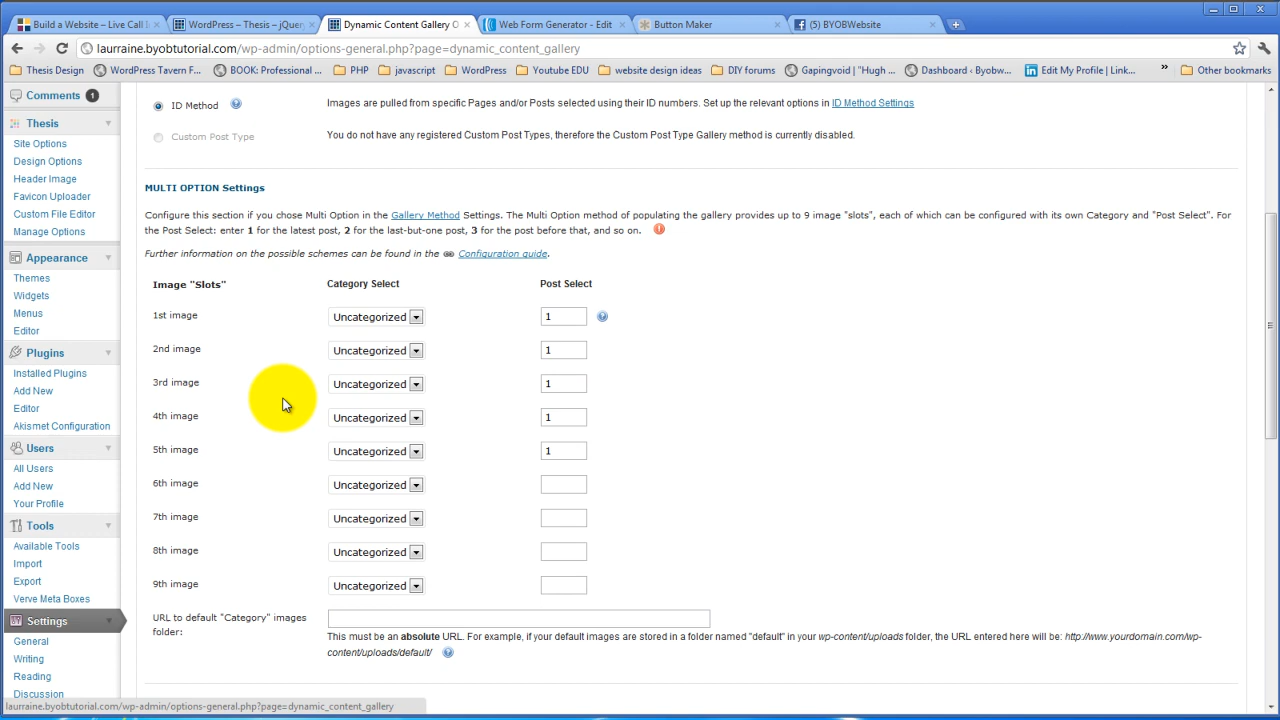 Build a Website – Live Call I
WordPress – Thesis – jQuery
Dynamic Content Gallery O
Web Form Generator - Edit
Button Maker
(5) BYOBWebsite
laurraine.byobtutorial.com/wp-admin/options-general.php?page=dynamic_content_gallery
Thesis Design
WordPress Tavern F...
BOOK: Professional ...
PHP
javascript
WordPress
Youtube EDU
website design ideas
DIY forums
Gapingvoid | "Hugh ...
Dashboard ‹ Byobw...
Edit My Profile | Link...
»
Other bookmarks
Comments 1
Thesis
Site Options
Design Options
Header Image
Favicon Uploader
Custom File Editor
Manage Options
Appearance
Themes
Widgets
Menus
Editor
Plugins
Installed Plugins
Add New
Editor
Akismet Configuration
Users
All Users
Add New
Your Profile
Tools
Available Tools
Import
Export
Verve Meta Boxes
Settings
General
Writing
Reading
Discussion
laurraine.byobtutorial.com/wp-admin/options-general.php?page=dynamic_content_gallery
ID Method ? Images are pulled from specific Pages and/or Posts selected using their ID numbers. Set up the relevant options in ID Method Settings
Custom Post Type You do not have any registered Custom Post Types, therefore the Custom Post Type Gallery method is currently disabled.
MULTI OPTION Settings
Configure this section if you chose Multi Option in the Gallery Method Settings. The Multi Option method of populating the gallery provides up to 9 image "slots", each of which can be configured with its own Category and "Post Select". For
the Post Select: enter 1 for the latest post, 2 for the last-but-one post, 3 for the post before that, and so on. !
Further information on the possible schemes can be found in the Configuration guide.
Image "Slots" Category Select Post Select
1st image Uncategorized 1 ?
2nd image Uncategorized 1
3rd image Uncategorized 1
4th image Uncategorized 1
5th image Uncategorized 1
6th image Uncategorized
7th image Uncategorized
8th image Uncategorized
9th image Uncategorized
URL to default "Category" images
folder:
This must be an absolute URL. For example, if your default images are stored in a folder named "default" in your wp-content/uploads folder, the URL entered here will be: http://www.yourdomain.com/wp-
content/uploads/default/ ?